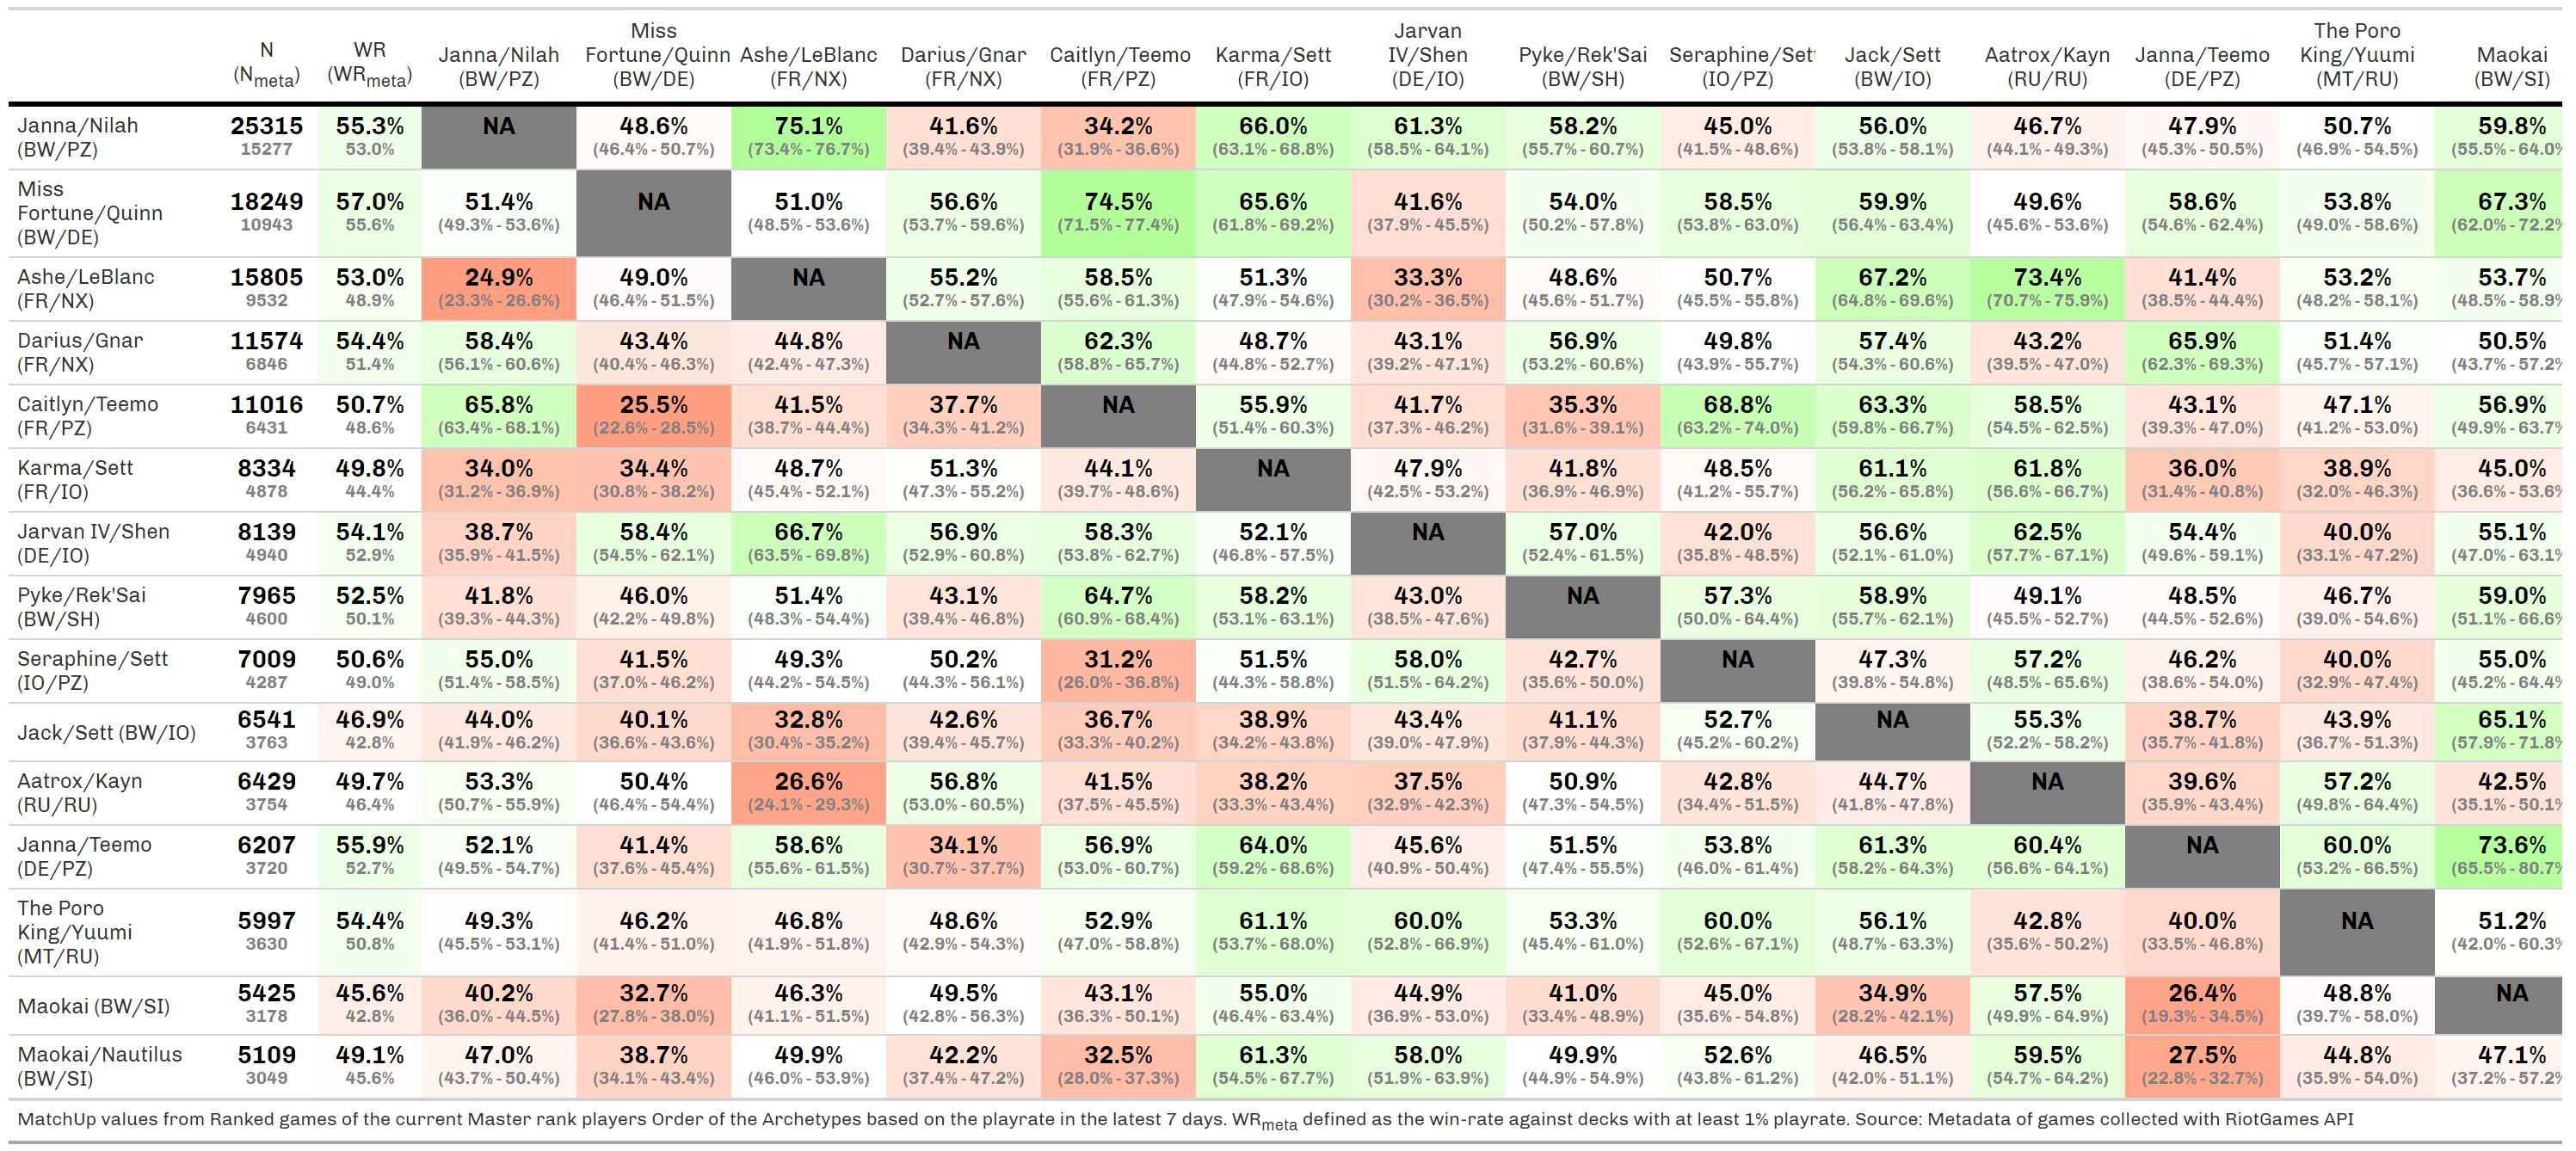 N (N_meta) WR (WR_meta) Janna/Nilah (BW/PZ) Miss Fortune/Quinn (BW/DE) Ashe/LeBlanc (FR/NX) Darius/Gnar (FR/NX) Caitlyn/Teemo (FR/PZ) Karma/Sett (FR/IO) Jarvan IV/Shen (DE/IO) Pyke/Rek'Sai (BW/SH) Seraphine/Sett (IO/PZ) Jack/Sett (BW/IO) Aatrox/Kayn (RU/RU) Janna/Teemo (DE/PZ) The Poro King/Yuumi (MT/RU) Maokai (BW/SI)
Janna/Nilah 25315 55.3% NA 48.6% 75.1% 41.6% 34.2% 66.0% 61.3% 58.2% 45.0% 56.0% 46.7% 47.9% 50.7% 59.8%
(BW/PZ) 15277 53.0% (46.4% - 50.7%) (73.4% - 76.7%) (39.4% - 43.9%) (31.9% - 36.6%) (63.1% - 68.8%) (58.5% - 64.1%) (55.7% - 60.7%) (41.5% - 48.6%) (53.8% - 58.1%) (44.1% - 49.3%) (45.3% - 50.5%) (46.9% - 54.5%) (55.5% - 64.0%
Miss
Fortune/Quinn 18249 57.0% 51.4% NA 51.0% 56.6% 74.5% 65.6% 41.6% 54.0% 58.5% 59.9% 49.6% 58.6% 53.8% 67.3%
(BW/DE) 10943 55.6% (49.3% - 53.6%) (48.5% - 53.6%) (53.7% - 59.6%) (71.5% - 77.4%) (61.8% - 69.2%) (37.9% - 45.5%) (50.2% - 57.8%) (53.8% - 63.0%) (56.4% - 63.4%) (45.6% - 53.6%) (54.6% - 62.4%) (49.0% - 58.6%) (62.0% - 72.2%
Ashe/LeBlanc 15805 53.0% 24.9% 49.0% NA 55.2% 58.5% 51.3% 33.3% 48.6% 50.7% 67.2% 73.4% 41.4% 53.2% 53.7%
(FR/NX) 9532 48.9% (23.3% - 26.6%) (46.4% - 51.5%) (52.7% - 57.6%) (55.6% - 61.3%) (47.9% - 54.6%) (30.2% - 36.5%) (45.6% - 51.7%) (45.5% - 55.8%) (64.8% - 69.6%) (70.7% - 75.9%) (38.5% - 44.4%) (48.2% - 58.1%) (48.5% - 58.9%
Darius/Gnar 11574 54.4% 58.4% 43.4% 44.8% NA 62.3% 48.7% 43.1% 56.9% 49.8% 57.4% 43.2% 65.9% 51.4% 50.5%
(FR/NX) 6846 51.4% (56.1% - 60.6%) (40.4% - 46.3%) (42.4% - 47.3%) (58.8% - 65.7%) (44.8% - 52.7%) (39.2% - 47.1%) (53.2% - 60.6%) (43.9% - 55.7%) (54.3% - 60.6%) (39.5% - 47.0%) (62.3% - 69.3%) (45.7% - 57.1%) (43.7% - 57.2%
Caitlyn/Teemo 11016 50.7% 65.8% 25.5% 41.5% 37.7% NA 55.9% 41.7% 35.3% 68.8% 63.3% 58.5% 43.1% 47.1% 56.9%
(FR/PZ) 6431 48.6% (63.4% - 68.1%) (22.6% - 28.5%) (38.7% - 44.4%) (34.3% - 41.2%) (51.4% - 60.3%) (37.3% - 46.2%) (31.6% - 39.1%) (63.2% - 74.0%) (59.8% - 66.7%) (54.5% - 62.5%) (39.3% - 47.0%) (41.2% - 53.0%) (49.9% - 63.7%
Karma/Sett 8334 49.8% 34.0% 34.4% 48.7% 51.3% 44.1% NA 47.9% 41.8% 48.5% 61.1% 61.8% 36.0% 38.9% 45.0%
(FR/IO) 4878 44.4% (31.2% - 36.9%) (30.8% - 38.2%) (45.4% - 52.1%) (47.3% - 55.2%) (39.7% - 48.6%) (42.5% - 53.2%) (36.9% - 46.9%) (41.2% - 55.7%) (56.2% - 65.8%) (56.6% - 66.7%) (31.4% - 40.8%) (32.0% - 46.3%) (36.6% - 53.6%
Jarvan IV/Shen 8139 54.1% 38.7% 58.4% 66.7% 56.9% 58.3% 52.1% NA 57.0% 42.0% 56.6% 62.5% 54.4% 40.0% 55.1%
(DE/IO) 4940 52.9% (35.9% - 41.5%) (54.5% - 62.1%) (63.5% - 69.8%) (52.9% - 60.8%) (53.8% - 62.7%) (46.8% - 57.5%) (52.4% - 61.5%) (35.8% - 48.5%) (52.1% - 61.0%) (57.7% - 67.1%) (49.6% - 59.1%) (33.1% - 47.2%) (47.0% - 63.1%
Pyke/Rek'Sai 7965 52.5% 41.8% 46.0% 51.4% 43.1% 64.7% 58.2% 43.0% NA 57.3% 58.9% 49.1% 48.5% 46.7% 59.0%
(BW/SH) 4600 50.1% (39.3% - 44.3%) (42.2% - 49.8%) (48.3% - 54.4%) (39.4% - 46.8%) (60.9% - 68.4%) (53.1% - 63.1%) (38.5% - 47.6%) (50.0% - 64.4%) (55.7% - 62.1%) (45.5% - 52.7%) (44.5% - 52.6%) (39.0% - 54.6%) (51.1% - 66.6%
Seraphine/Sett 7009 50.6% 55.0% 41.5% 49.3% 50.2% 31.2% 51.5% 58.0% 42.7% NA 47.3% 57.2% 46.2% 40.0% 55.0%
(IO/PZ) 4287 49.0% (51.4% - 58.5%) (37.0% - 46.2%) (44.2% - 54.5%) (44.3% - 56.1%) (26.0% - 36.8%) (44.3% - 58.8%) (51.5% - 64.2%) (35.6% - 50.0%) (39.8% - 54.8%) (48.5% - 65.6%) (38.6% - 54.0%) (32.9% - 47.4%) (45.2% - 64.4%
Jack/Sett (BW/IO) 6541 46.9% 44.0% 40.1% 32.8% 42.6% 36.7% 38.9% 43.4% 41.1% 52.7% NA 55.3% 38.7% 43.9% 65.1%
3763 42.8% (41.9% - 46.2%) (36.6% - 43.6%) (30.4% - 35.2%) (39.4% - 45.7%) (33.3% - 40.2%) (34.2% - 43.8%) (39.0% - 47.9%) (37.9% - 44.3%) (45.2% - 60.2%) (52.2% - 58.2%) (35.7% - 41.8%) (36.7% - 51.3%) (57.9% - 71.8%
Aatrox/Kayn 6429 49.7% 53.3% 50.4% 26.6% 56.8% 41.5% 38.2% 37.5% 50.9% 42.8% 44.7% NA 39.6% 57.2% 42.5%
(RU/RU) 3754 46.4% (50.7% - 55.9%) (46.4% - 54.4%) (24.1% - 29.3%) (53.0% - 60.5%) (37.5% - 45.5%) (33.3% - 43.4%) (32.9% - 42.3%) (47.3% - 54.5%) (34.4% - 51.5%) (41.8% - 47.8%) (35.9% - 43.4%) (49.8% - 64.4%) (35.1% - 50.1%
Janna/Teemo 6207 55.9% 52.1% 41.4% 58.6% 34.1% 56.9% 64.0% 45.6% 51.5% 53.8% 61.3% 60.4% NA 60.0% 73.6%
(DE/PZ) 3720 52.7% (49.5% - 54.7%) (37.6% - 45.4%) (55.6% - 61.5%) (30.7% - 37.7%) (53.0% - 60.7%) (59.2% - 68.6%) (40.9% - 50.4%) (47.4% - 55.5%) (46.0% - 61.4%) (58.2% - 64.3%) (56.6% - 64.1%) (53.2% - 66.5%) (65.5% - 80.7%
The Poro
King/Yuumi 5997 54.4% 49.3% 46.2% 46.8% 48.6% 52.9% 61.1% 60.0% 53.3% 60.0% 56.1% 42.8% 40.0% NA 51.2%
(MT/RU) 3630 50.8% (45.5% - 53.1%) (41.4% - 51.0%) (41.9% - 51.8%) (42.9% - 54.3%) (47.0% - 58.8%) (53.7% - 68.0%) (52.8% - 66.9%) (45.4% - 61.0%) (52.6% - 67.1%) (48.7% - 63.3%) (35.6% - 50.2%) (33.5% - 46.8%) (42.0% - 60.3%
Maokai (BW/SI) 5425 45.6% 40.2% 32.7% 46.3% 49.5% 43.1% 55.0% 44.9% 41.0% 45.0% 34.9% 57.5% 26.4% 48.8% NA
3178 42.8% (36.0% - 44.5%) (27.8% - 38.0%) (41.1% - 51.5%) (42.8% - 56.3%) (36.3% - 50.1%) (46.4% - 63.4%) (36.9% - 53.0%) (33.4% - 48.9%) (35.6% - 54.8%) (28.2% - 42.1%) (49.9% - 64.9%) (19.3% - 34.5%) (39.7% - 58.0%)
Maokai/Nautilus 5109 49.1% 47.0% 38.7% 49.9% 42.2% 32.5% 61.3% 58.0% 49.9% 52.6% 46.5% 59.5% 27.5% 44.8% 47.1%
(BW/SI) 3049 45.6% (43.7% - 50.4%) (34.1% - 43.4%) (46.0% - 53.9%) (37.4% - 47.2%) (28.0% - 37.3%) (54.5% - 67.7%) (51.9% - 63.9%) (44.9% - 54.9%) (43.8% - 61.2%) (42.0% - 51.1%) (54.7% - 64.2%) (22.8% - 32.7%) (35.9% - 54.0%) (37.2% - 57.2%
MatchUp values from Ranked games of the current Master rank players Order of the Archetypes based on the playrate in the latest 7 days. WR_meta defined as the win-rate against decks with at least 1% playrate. Source: Metadata of games collected with RiotGames API